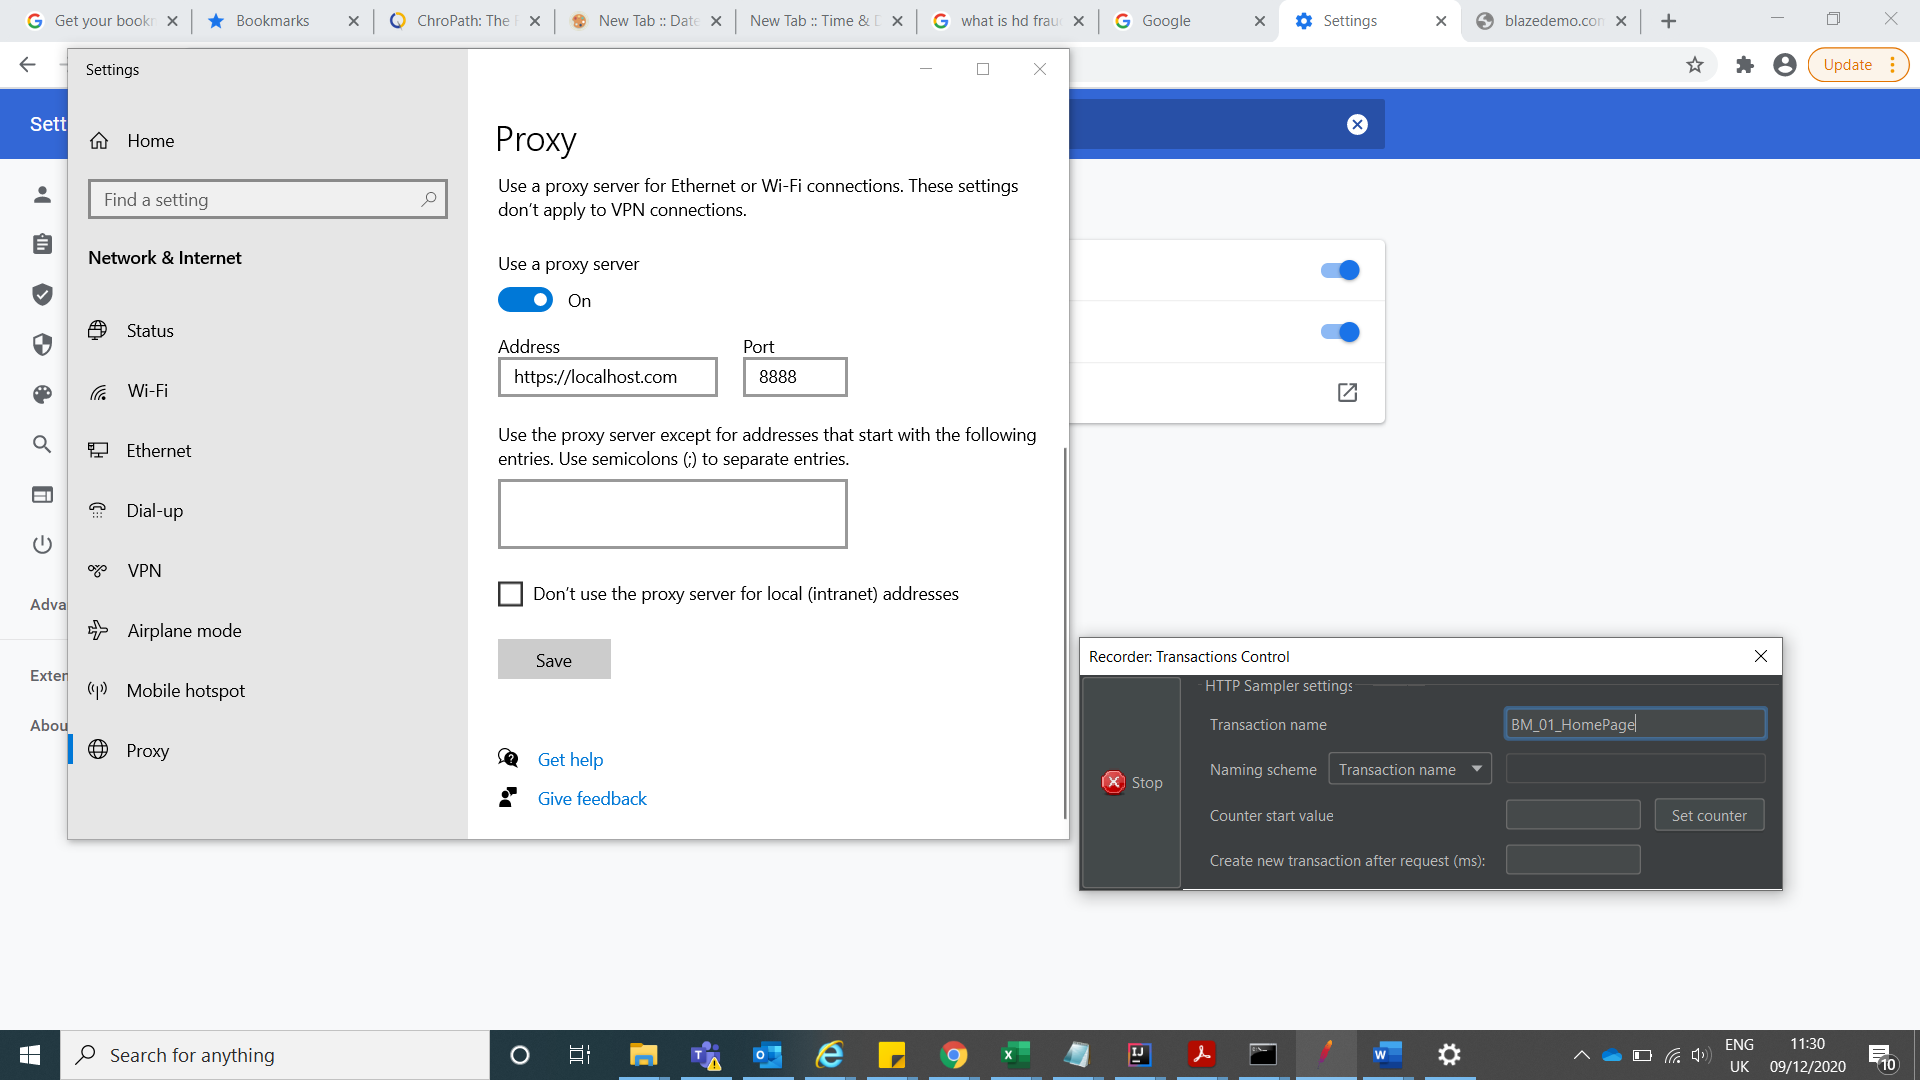 Get your bookm
Bookmarks
ChroPath: The
New Tab :: Date
New Tab :: Time &
what is hd frau
Google
Settings
blazedemo.con
Update
Sett
Adva
Exten
Abou
Settings
Home
Find a setting
Network & Internet
Status
Wi-Fi
Ethernet
Dial-up
VPN
Airplane mode
Mobile hotspot
Proxy
Proxy
Use a proxy server for Ethernet or Wi-Fi connections. These settings
don't apply to VPN connections.
Use a proxy server
On
Address Port
https://localhost.com 8888
Use the proxy server except for addresses that start with the following
entries. Use semicolons (;) to separate entries.
Don't use the proxy server for local (intranet) addresses
Save
Get help
Give feedback
Recorder: Transactions Control
HTTP Sampler settings
Transaction name BM_01_HomePage
Stop
Naming scheme Transaction name
Counter start value Set counter
Create new transaction after request (ms):
Search for anything
ENG
UK
11:30
09/12/2020
10